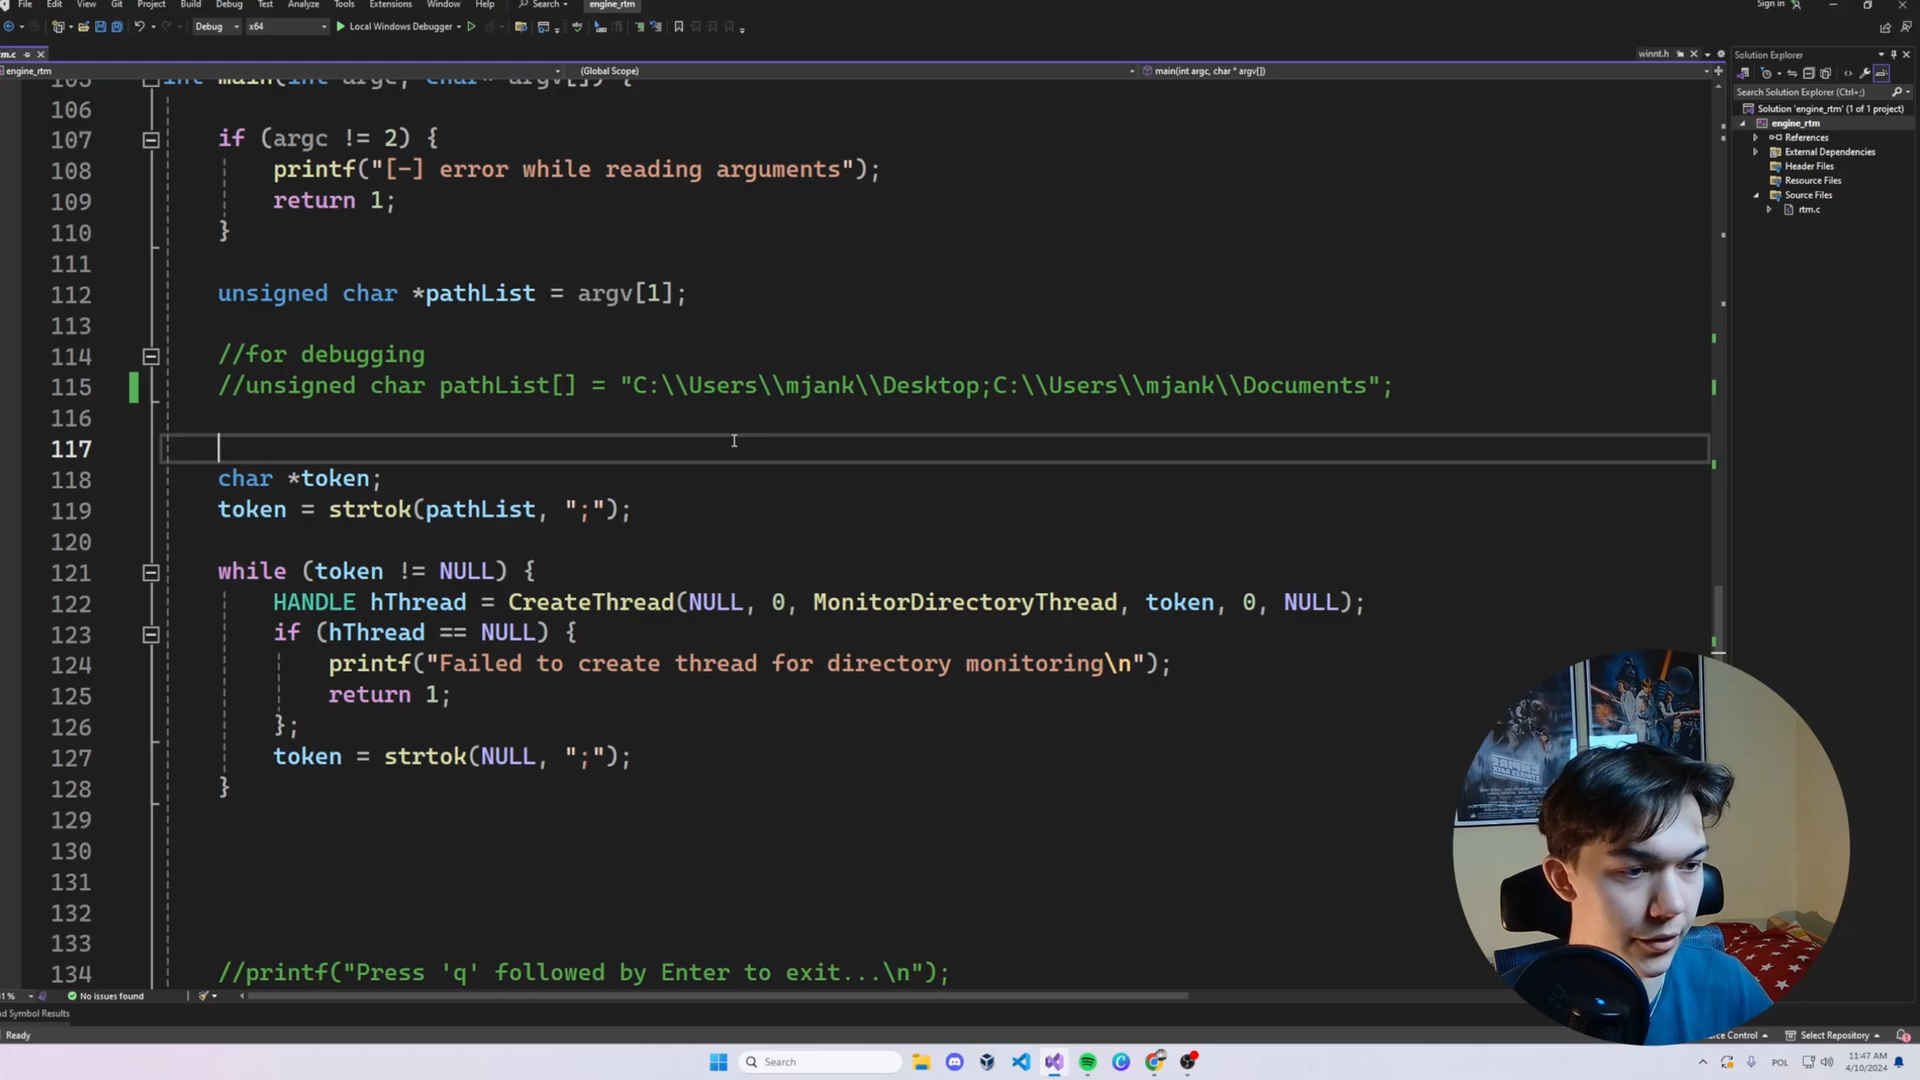 File Edit View Git Project Build Debug Test Analyze Tools Extensions Window Help Search engine_rtm Sign in
Debug x64 Local Windows Debugger
m.c winnt.h
engine_rtm (Global Scope) main(int argc, char * argv[])
105 int main(int argc, char* argv[]) {
106
107 if (argc != 2) {
108 printf("[-] error while reading arguments");
109 return 1;
110 }
111
112 unsigned char *pathList = argv[1];
113
114 //for debugging
115 //unsigned char pathList[] = "C:\\Users\\mjank\\Desktop;C:\\Users\\mjank\\Documents";
116
117
118 char *token;
119 token = strtok(pathList, ";");
120
121 while (token != NULL) {
122 HANDLE hThread = CreateThread(NULL, 0, MonitorDirectoryThread, token, 0, NULL);
123 if (hThread == NULL) {
124 printf("Failed to create thread for directory monitoring\n");
125 return 1;
126 };
127 token = strtok(NULL, ";");
128 }
129
130
131
132
133
134 //printf("Press 'q' followed by Enter to exit...\n");
1 % No issues found
nd Symbol Results
Ready
Solution Explorer
Search Solution Explorer (Ctrl+;)
Solution 'engine_rtm' (1 of 1 project)
engine_rtm
References
External Dependencies
Header Files
Resource Files
Source Files
rtm.c
EMPIRE
STRIKES BACK
rce Control Select Repository
Search
POL
11:47 AM
4/10/2024